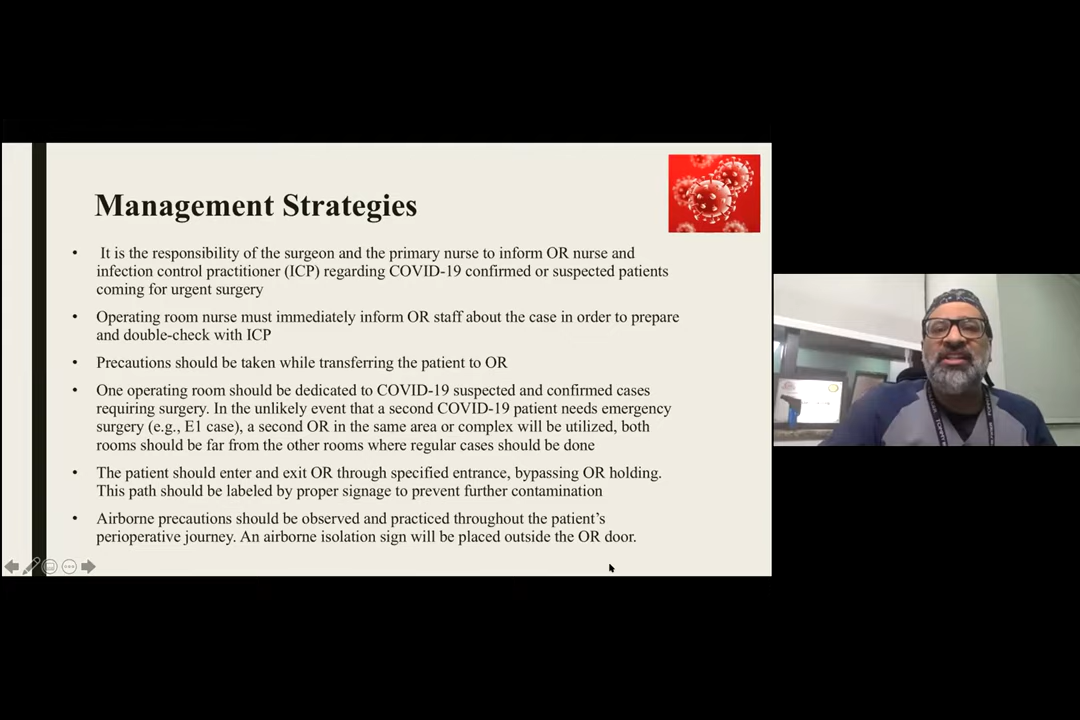 Management Strategies
• It is the responsibility of the surgeon and the primary nurse to inform OR nurse and
infection control practitioner (ICP) regarding COVID-19 confirmed or suspected patients
coming for urgent surgery
• Operating room nurse must immediately inform OR staff about the case in order to prepare
and double-check with ICP
• Precautions should be taken while transferring the patient to OR
• One operating room should be dedicated to COVID-19 suspected and confirmed cases
requiring surgery. In the unlikely event that a second COVID-19 patient needs emergency
surgery (e.g., E1 case), a second OR in the same area or complex will be utilized, both
rooms should be far from the other rooms where regular cases should be done
• The patient should enter and exit OR through specified entrance, bypassing OR holding.
This path should be labeled by proper signage to prevent further contamination
• Airborne precautions should be observed and practiced throughout the patient’s
perioperative journey. An airborne isolation sign will be placed outside the OR door.